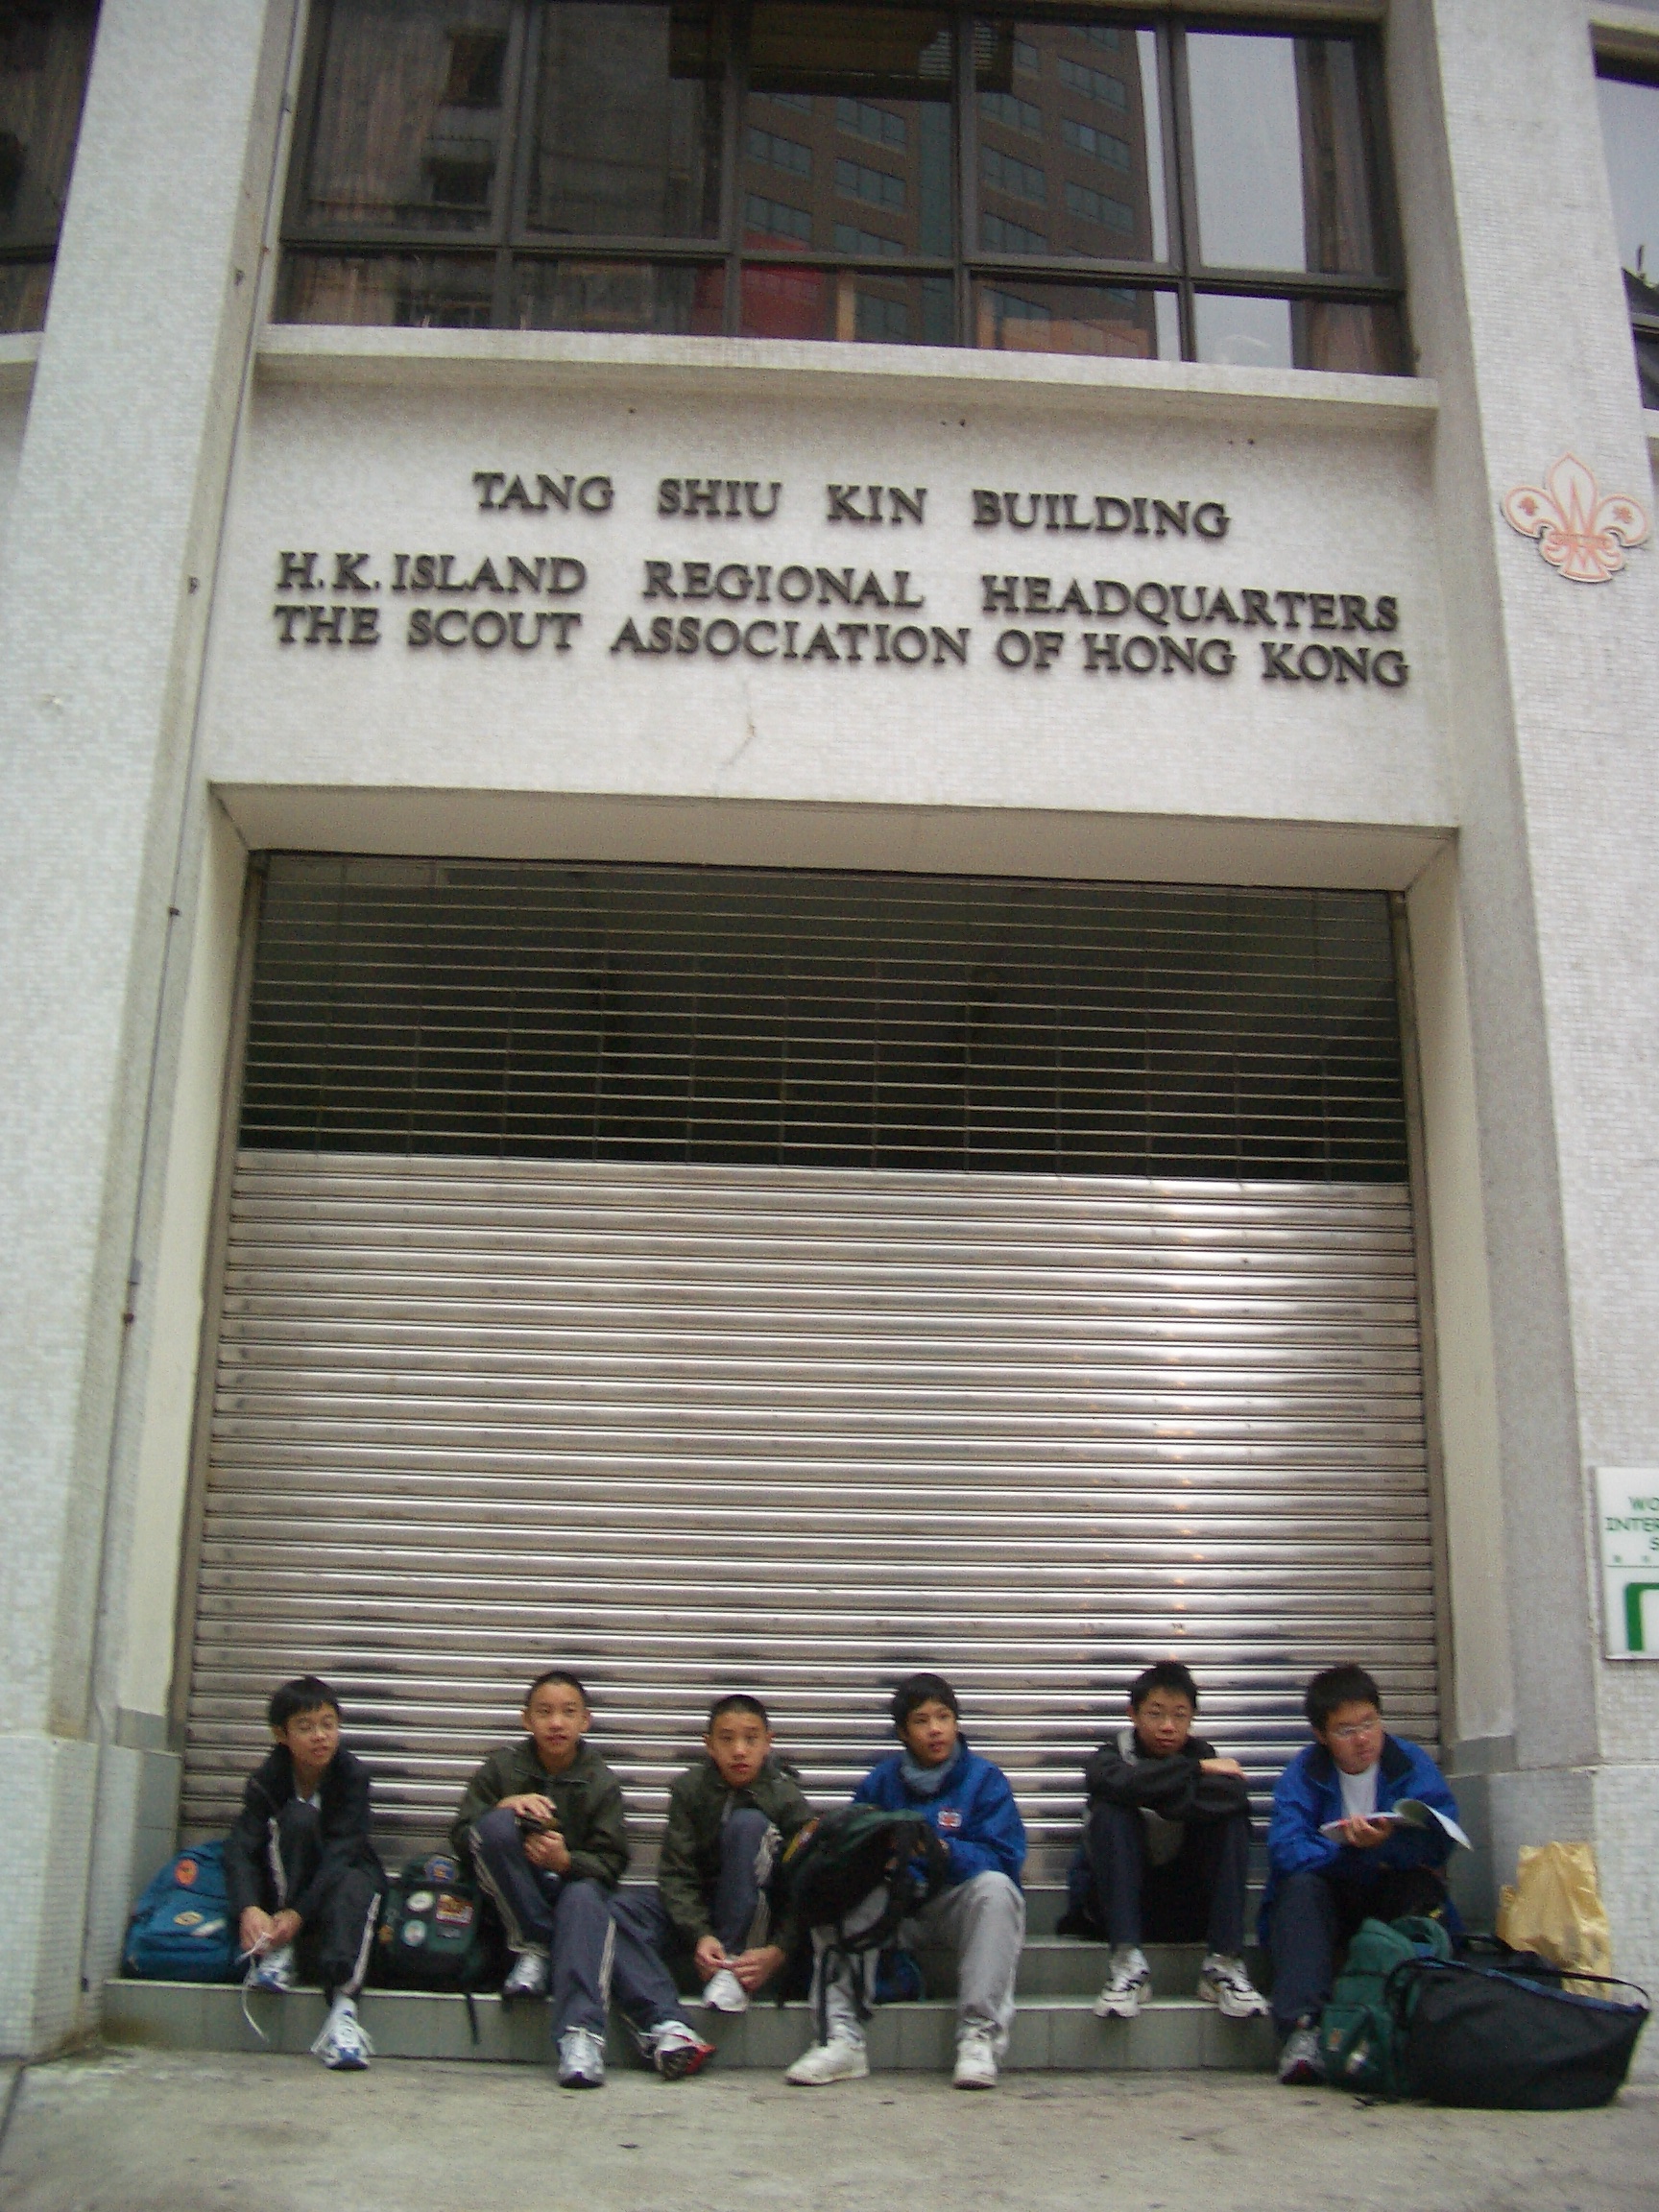 TANG SHIU KIN BUILDING
H.K. ISLAND REGIONAL HEADQUARTERS
THE SCOUT ASSOCIATION OF HONG KONG